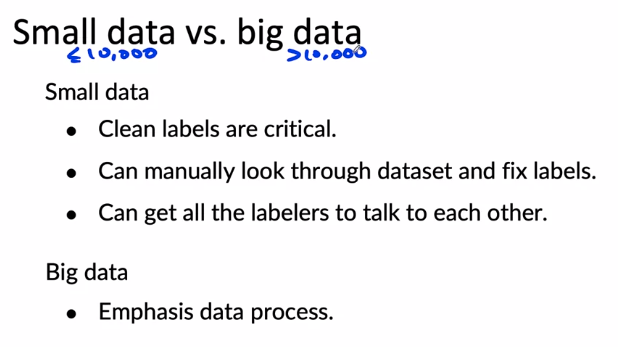 Small data vs. big data
≤ 10,000 >10,000
Small data
● Clean labels are critical.
● Can manually look through dataset and fix labels.
● Can get all the labelers to talk to each other.
Big data
● Emphasis data process.